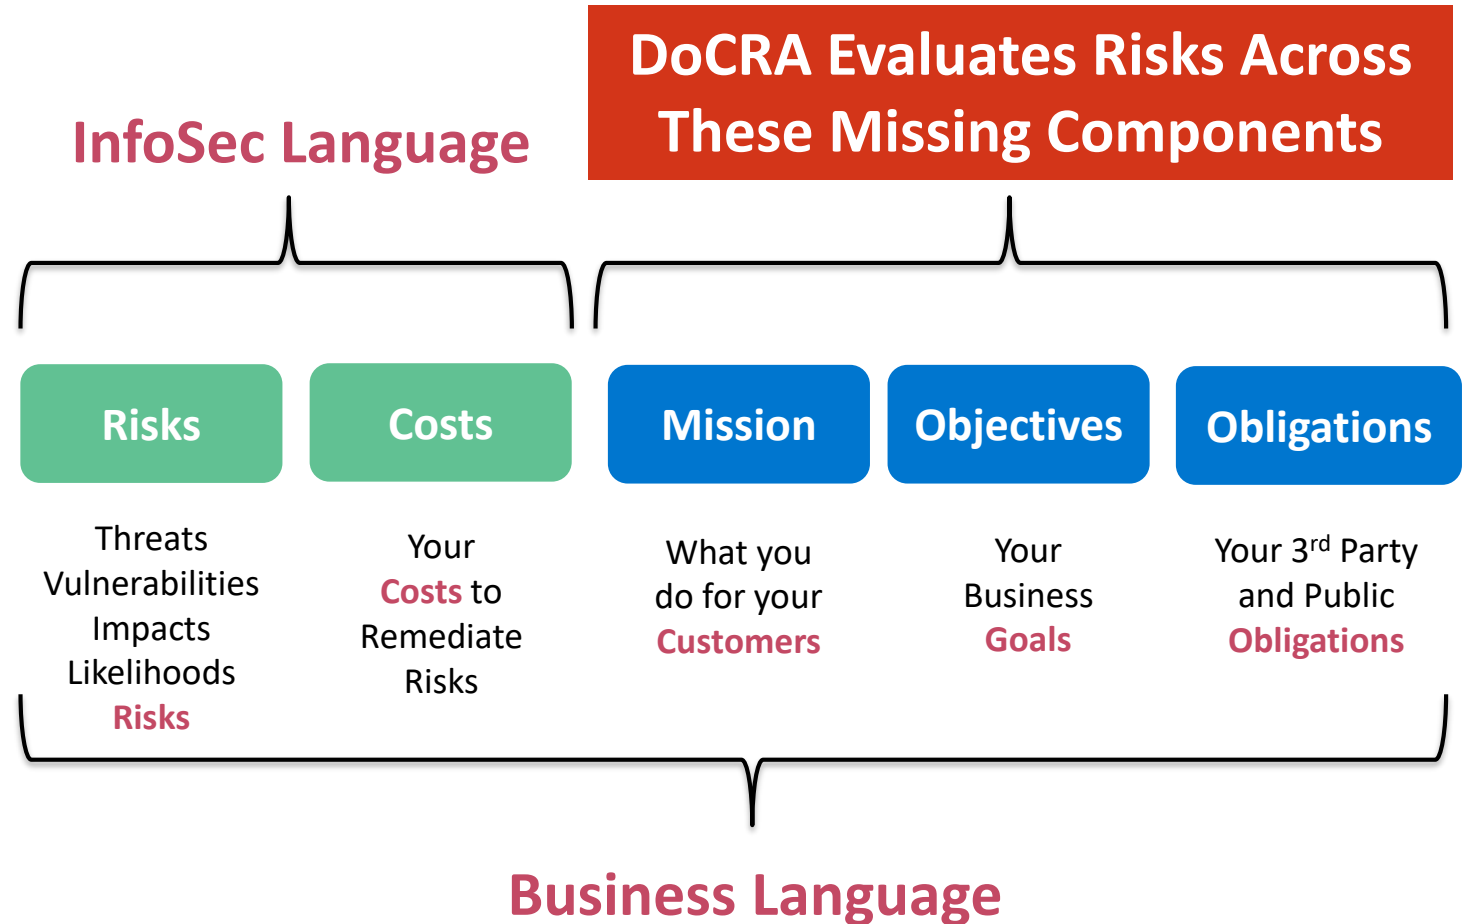 DoCRA Evaluates Risks Across
These Missing Components
InfoSec Language
Risks
Costs
Mission
Objectives
Obligations
Threats
Vulnerabilities
Impacts
Likelihoods
Risks
Your
Costs to
Remediate
Risks
What you
do for your
Customers
Your
Business
Goals
Your 3rd Party
and Public
Obligations
Business Language